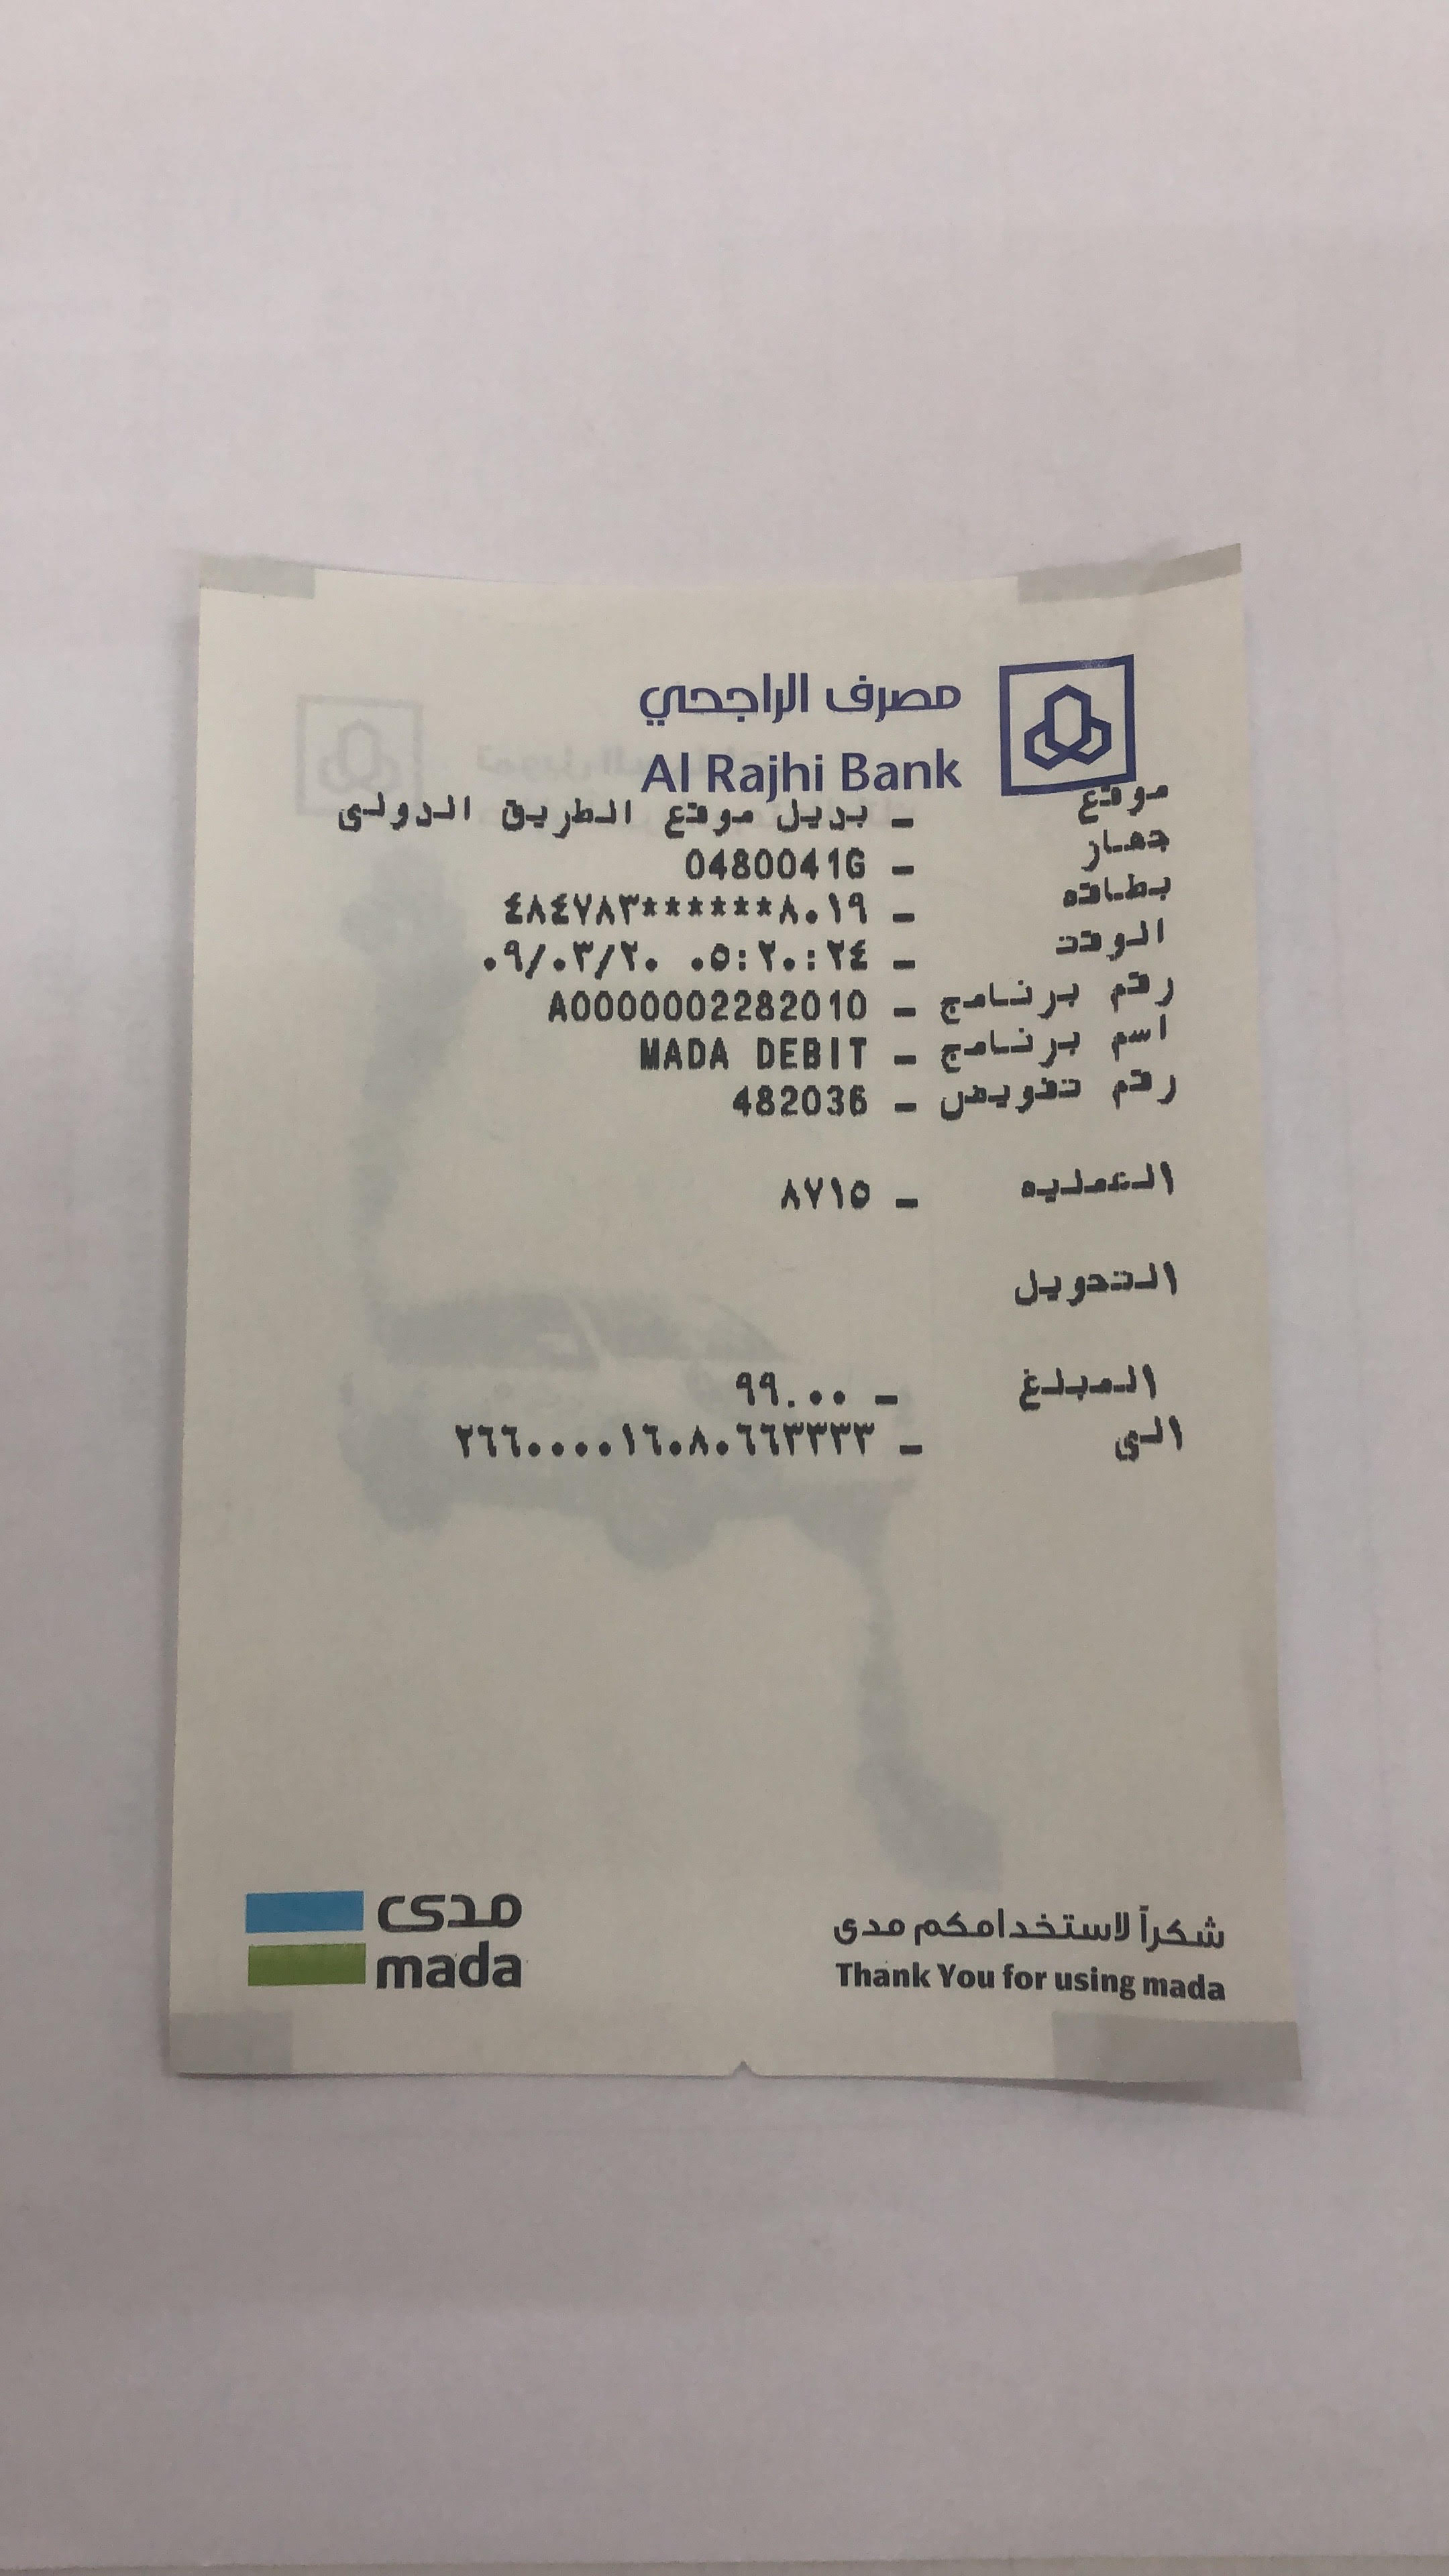 مصرف الراجحي
Al Rajhi Bank
موقع - بديل موقع الطريق الدولى
جهاز - 0480041G
بطاقه - ٤٨٤٧٨٣******٨٠١٩
الوقت - ٠٩/٠٣/٢٠ ٠٥:٢٠:٢٤
رقم برنامج - A0000002282010
اسم برنامج - MADA DEBIT
رقم تفويض - 482036
العمليه - ٨٧١٥
التحويل
المبلغ - ٩٩.٠٠
الى - ٢٦٦٠٠٠٠١٦٠٨٠٦٦٣٣٣٣
مدى
mada
شكراً لاستخدامكم مدى
Thank You for using mada